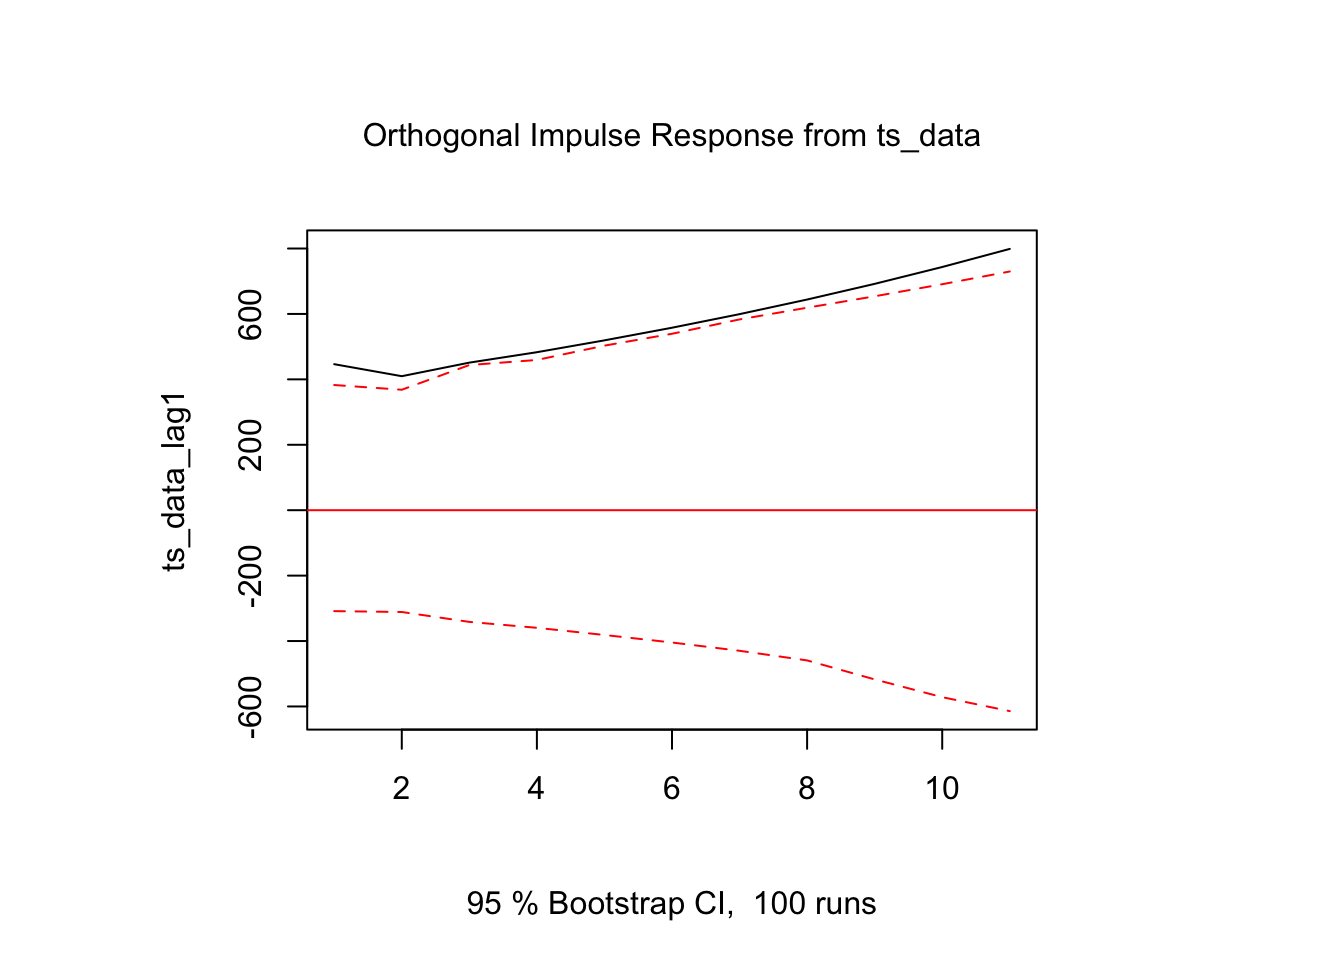 Orthogonal Impulse Response from ts_data
ts_data_lag1
600
200
-200
-600
2 4 6 8 10
95 % Bootstrap CI,  100 runs